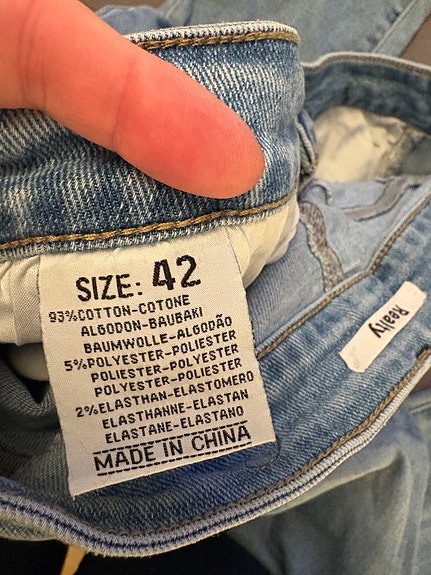 SIZE: 42
93%COTTON-COTONE
ALGODON-BAUBAKI
BAUMWOLLE-ALGODÃO
5%POLYESTER-POLIESTER
POLIESTER-POLYESTER
POLYESTER-POLIESTER
2%ELASTHAN-ELASTOMERO
ELASTHANNE-ELASTAN
ELASTANE-ELASTANO
MADE IN CHINA
Really